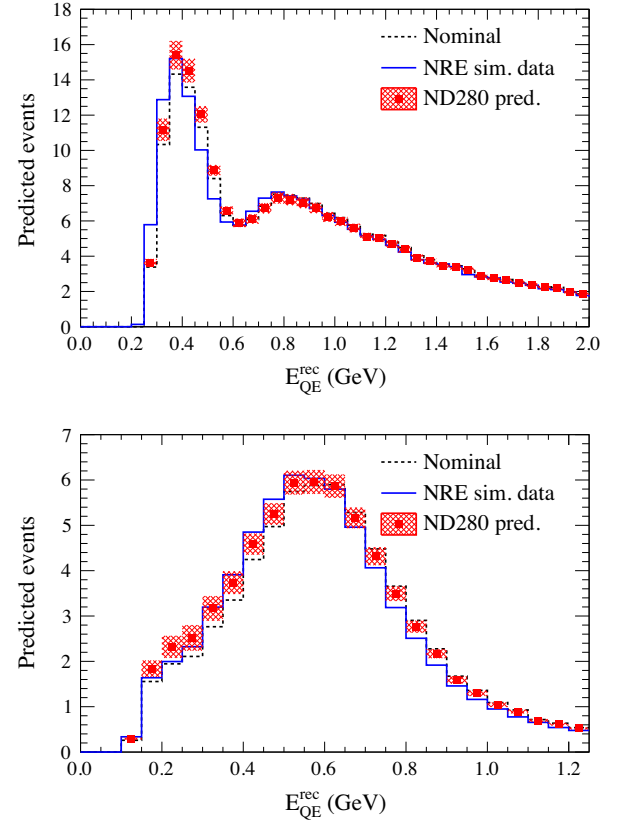 18
16
14
12
10
8
6
4
2
0
Predicted events
Nominal
NRE sim. data
ND280 pred.
0.0 0.2 0.4 0.6 0.8 1.0 1.2 1.4 1.6 1.8 2.0
E_QE^rec (GeV)
7
6
5
4
3
2
1
0
Predicted events
Nominal
NRE sim. data
ND280 pred.
0.0 0.2 0.4 0.6 0.8 1.0 1.2
E_QE^rec (GeV)